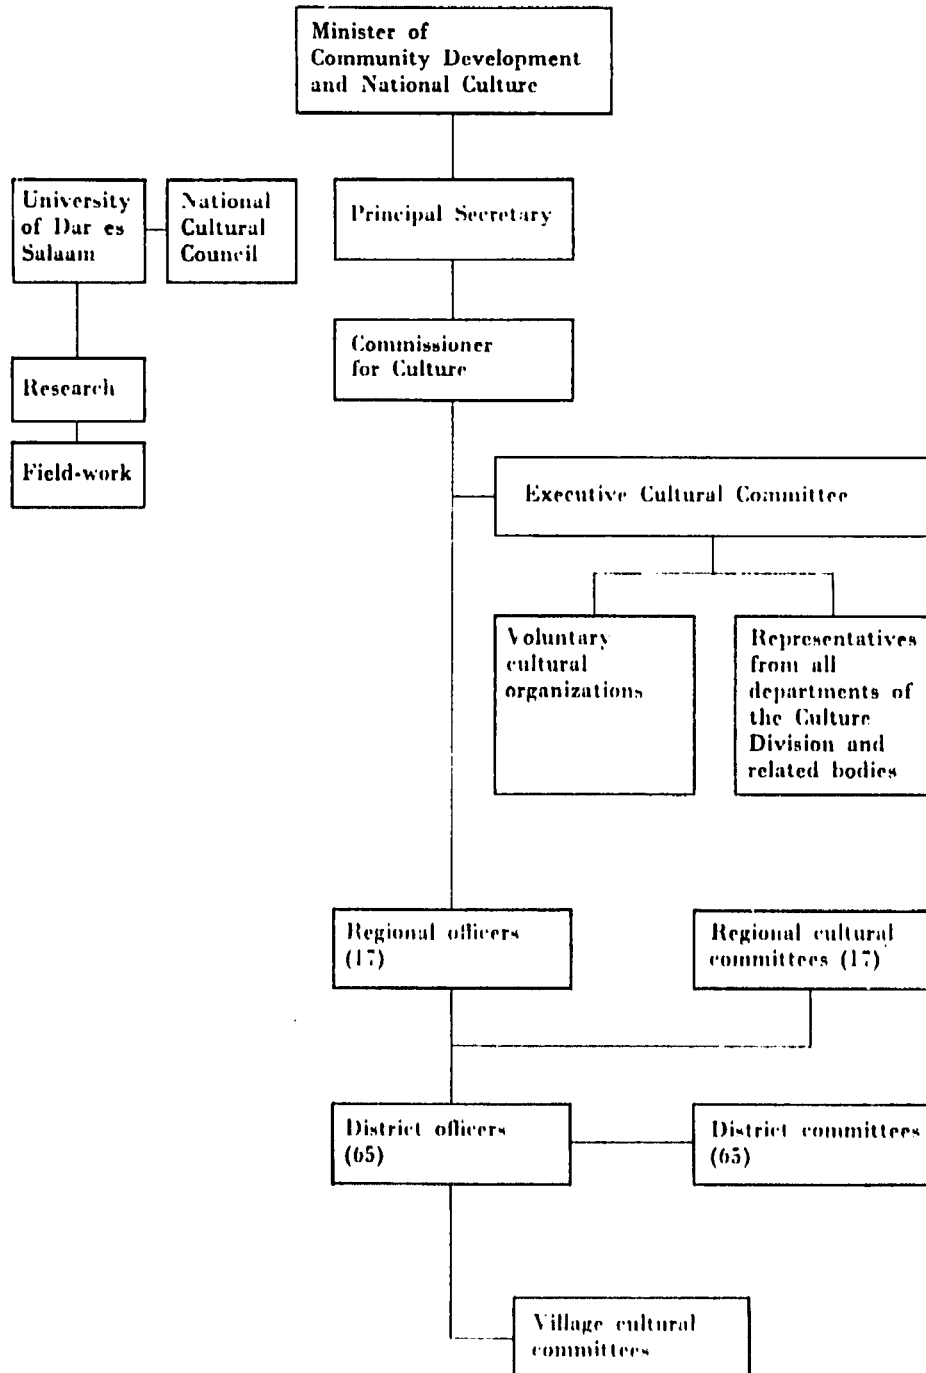 Minister of
Community Development
and National Culture
University
of Dar es
Salaam
National
Cultural
Council
Principal Secretary
Commissioner
for Culture
Research
Field-work
Executive Cultural Committee
Voluntary
cultural
organizations
Representatives
from all
departments of
the Culture
Division and
related bodies
Regional officers
(17)
Regional cultural
committees (17)
District officers
(65)
District committees
(65)
Village cultural
committees